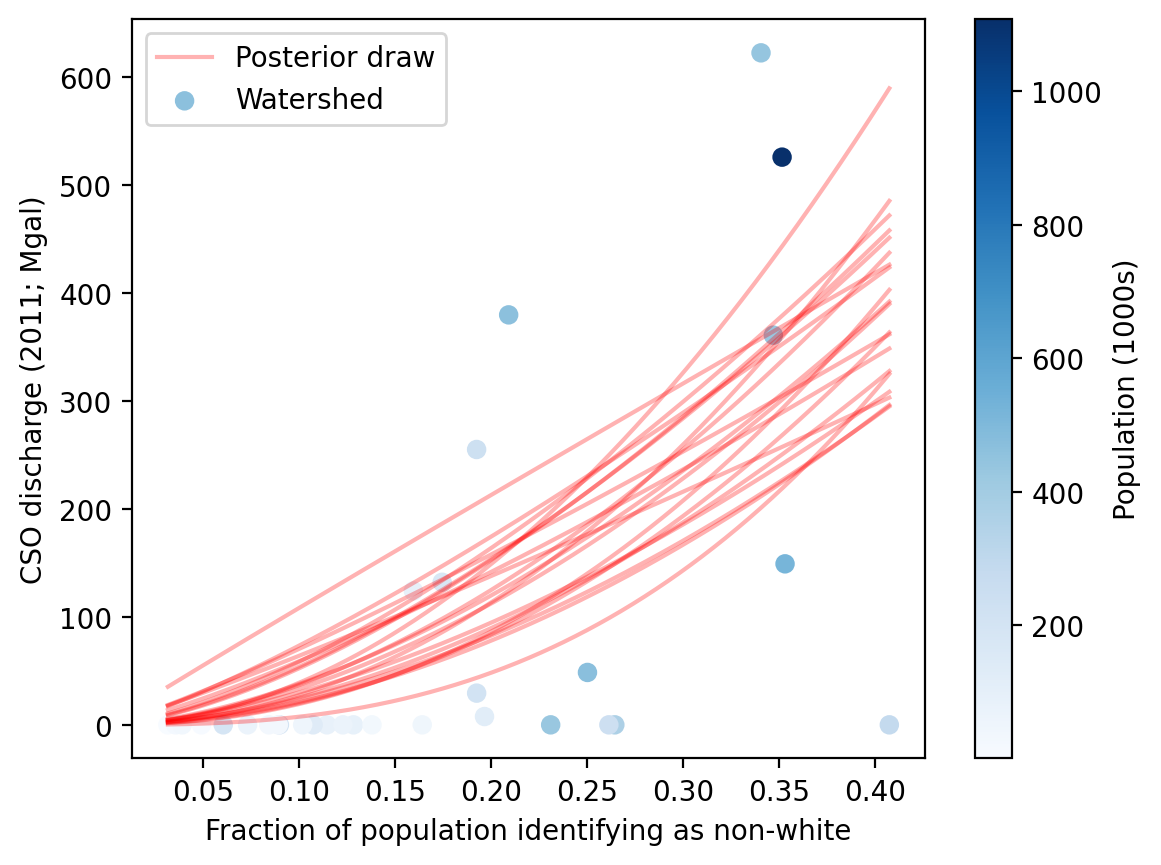 Posterior draw
Watershed
600
500
400
300
200
100
0
CSO discharge (2011; Mgal)
0.05 0.10 0.15 0.20 0.25 0.30 0.35 0.40
Fraction of population identifying as non-white
1000
800
600
400
200
Population (1000s)